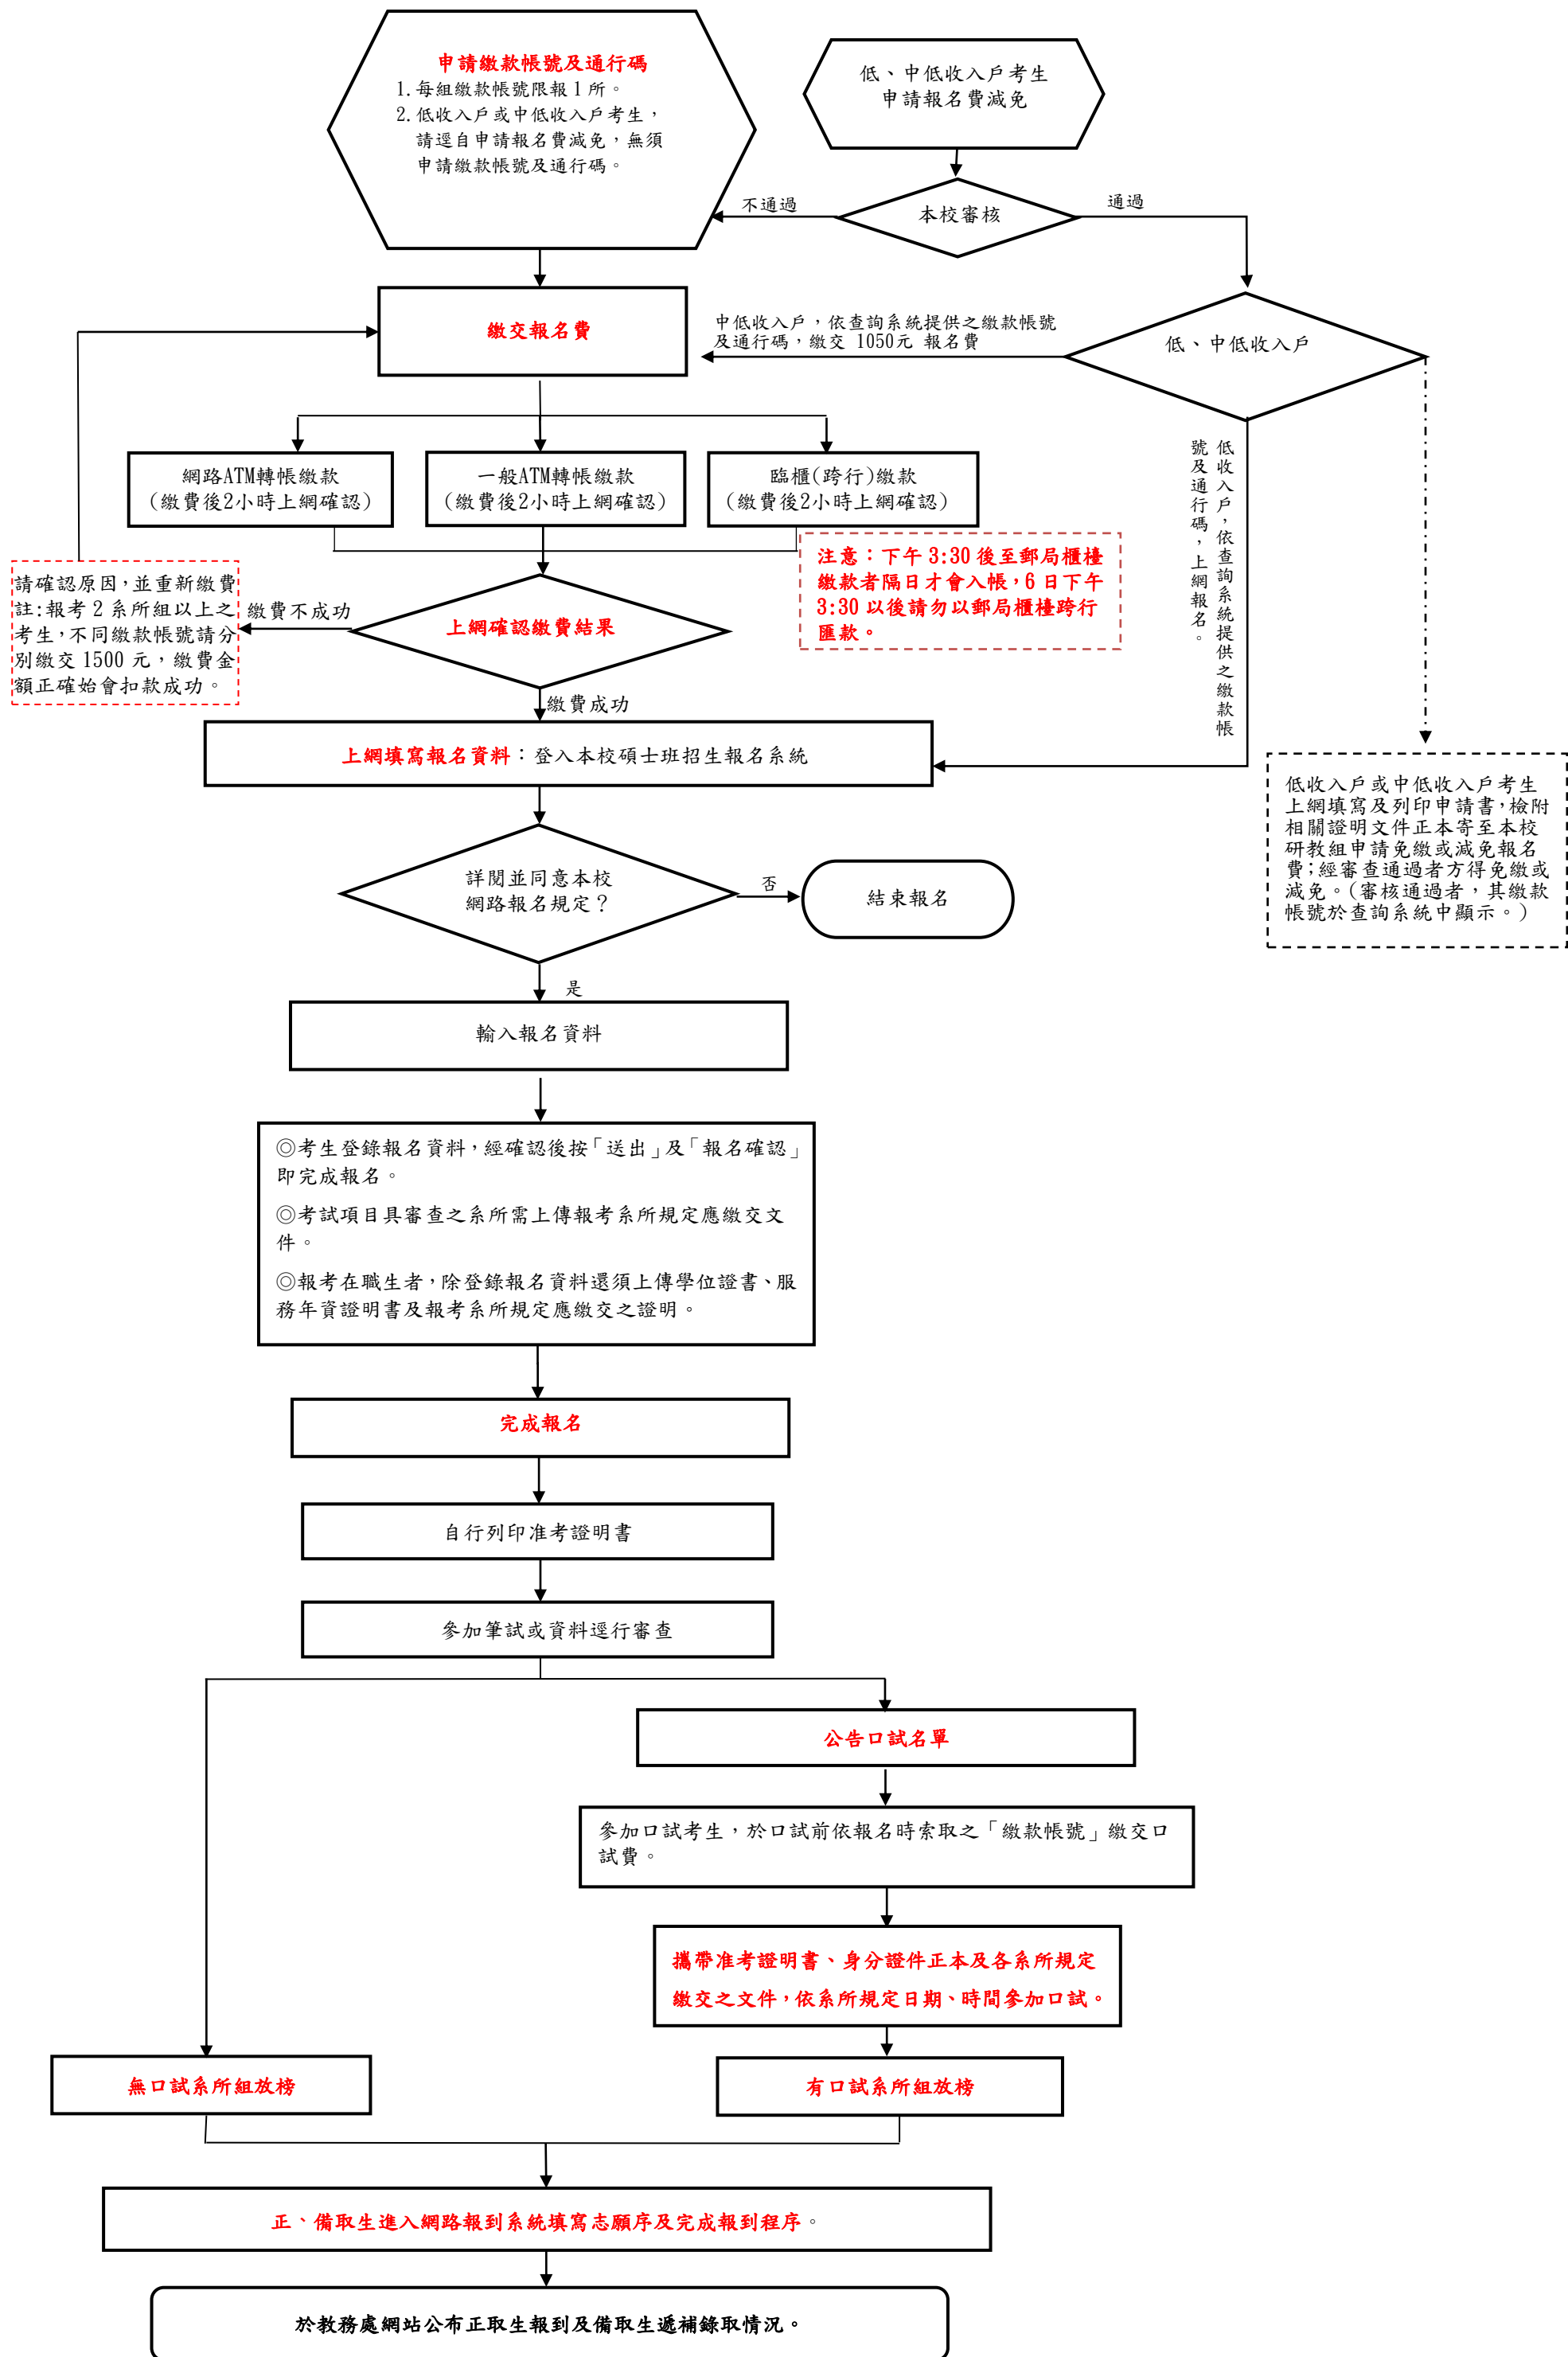 申請繳款帳號及通行碼
1.每組繳款帳號限報1所。
2.低收入戶或中低收入戶考生，
請逕自申請報名費減免，無須
申請繳款帳號及通行碼。
低、中低收入戶考生
申請報名費減免
不通過
本校審核
通過
繳交報名費
中低收入戶，依查詢系統提供之繳款帳號
及通行碼，繳交 1050元 報名費
低、中低收入戶
網路ATM轉帳繳款
(繳費後2小時上網確認)
一般ATM轉帳繳款
(繳費後2小時上網確認)
臨櫃(跨行)繳款
(繳費後2小時上網確認)
低收入戶，依查詢系統提供之繳款帳
號及通行碼，上網報名。
注意：下午 3:30 後至郵局櫃檯
繳款者隔日才會入帳，6 日下午
3:30 以後請勿以郵局櫃檯跨行
匯款。
請確認原因，並重新繳費
註:報考 2 系所組以上之
考生，不同繳款帳號請分
別繳交 1500 元，繳費金
額正確始會扣款成功。
繳費不成功
上網確認繳費結果
繳費成功
上網填寫報名資料：登入本校碩士班招生報名系統
低收入戶或中低收入戶考生
上網填寫及列印申請書，檢附
相關證明文件正本寄至本校
研教組申請免繳或減免報名
費；經審查通過者方得免繳或
減免。(審核通過者，其繳款
帳號於查詢系統中顯示。)
詳閱並同意本校
網路報名規定？
否
結束報名
是
輸入報名資料
◎考生登錄報名資料，經確認後按「送出」及「報名確認」
即完成報名。
◎考試項目具審查之系所需上傳報考系所規定應繳交文
件。
◎報考在職生者，除登錄報名資料還須上傳學位證書、服
務年資證明書及報考系所規定應繳交之證明。
完成報名
自行列印准考證明書
參加筆試或資料逕行審查
公告口試名單
參加口試考生，於口試前依報名時索取之「繳款帳號」繳交口
試費。
攜帶准考證明書、身分證件正本及各系所規定
繳交之文件，依系所規定日期、時間參加口試。
無口試系所組放榜
有口試系所組放榜
正、備取生進入網路報到系統填寫志願序及完成報到程序。
於教務處網站公布正取生報到及備取生遞補錄取情況。